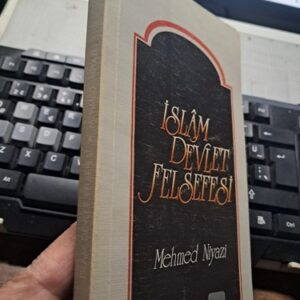 İSLÂM
DEVLET
FELSEFESİ
Mehmed Niyazi